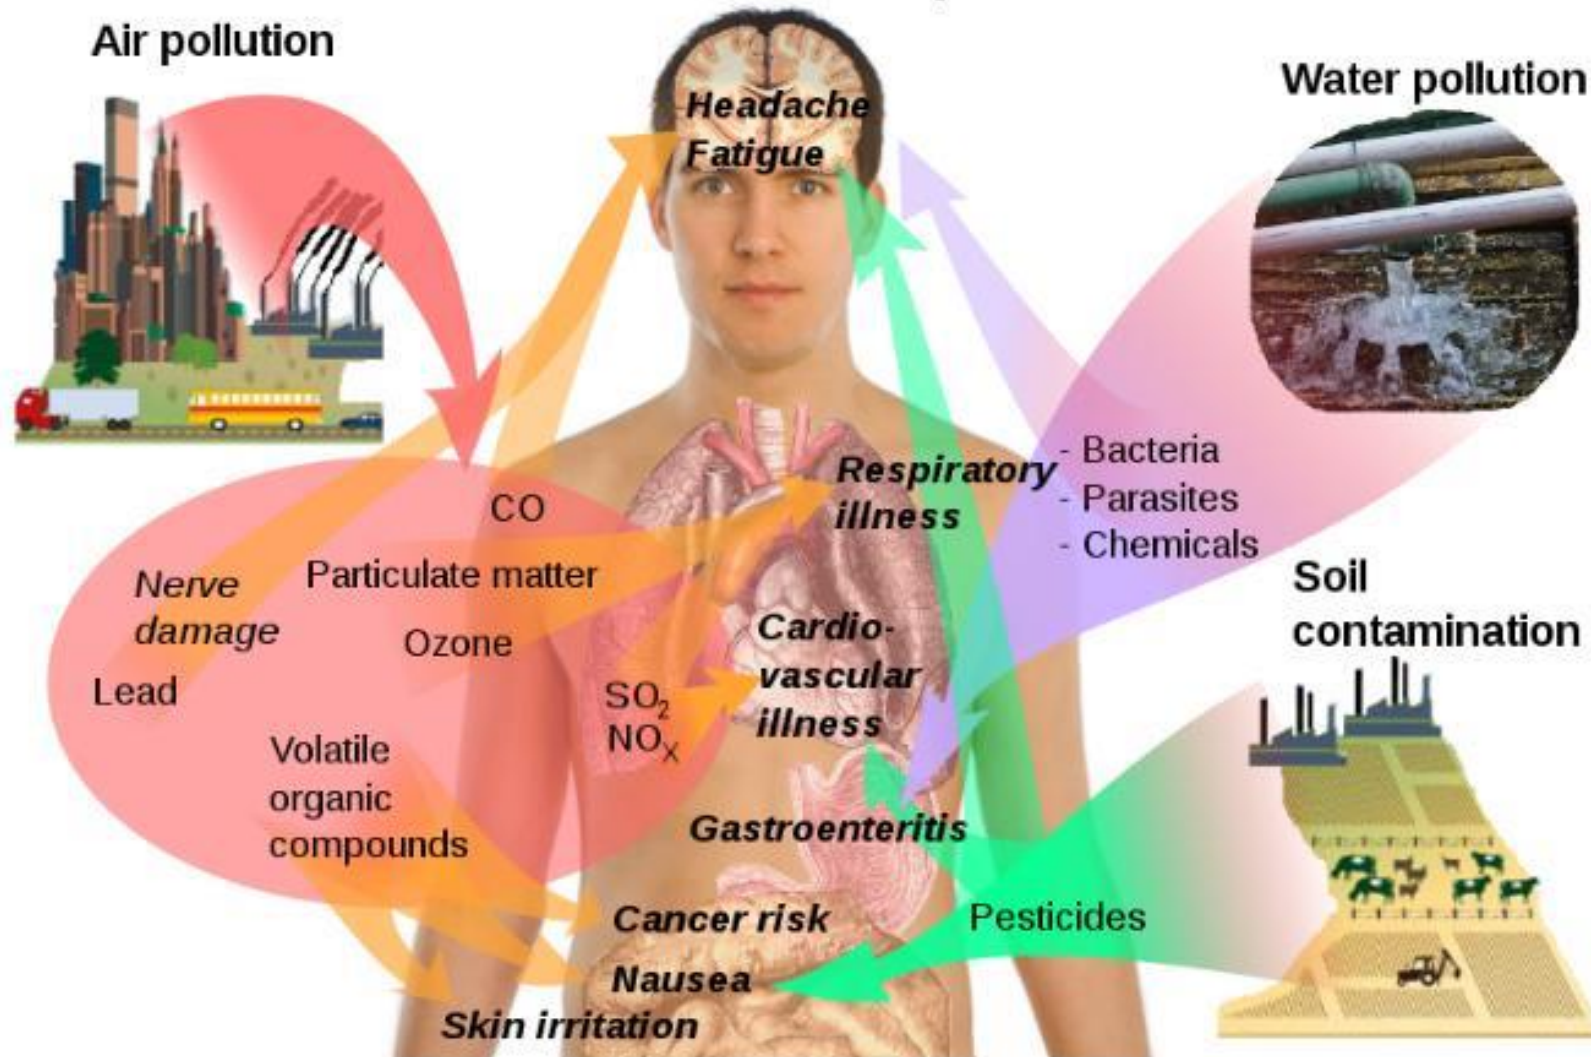 Air pollution
Water pollution
Headache
Fatigue
Respiratory
illness
- Bacteria
- Parasites
- Chemicals
CO
Particulate matter
Nerve
damage
Ozone
Lead
SO₂
NOₓ
Cardio-
vascular
illness
Soil
contamination
Volatile
organic
compounds
Gastroenteritis
Pesticides
Cancer risk
Nausea
Skin irritation